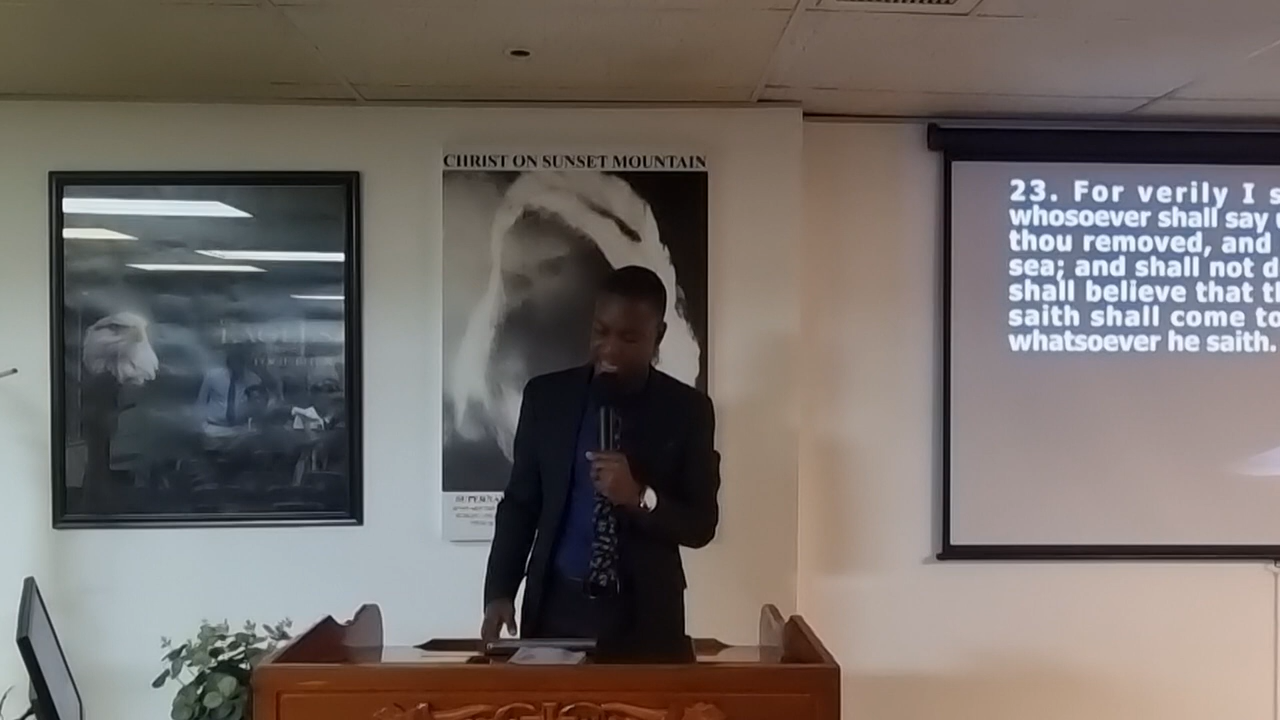 CHRIST ON SUNSET MOUNTAIN
23. For verily I s
whosoever shall say u
thou removed, and
sea; and shall not d
shall believe that th
saith shall come to
whatsoever he saith.